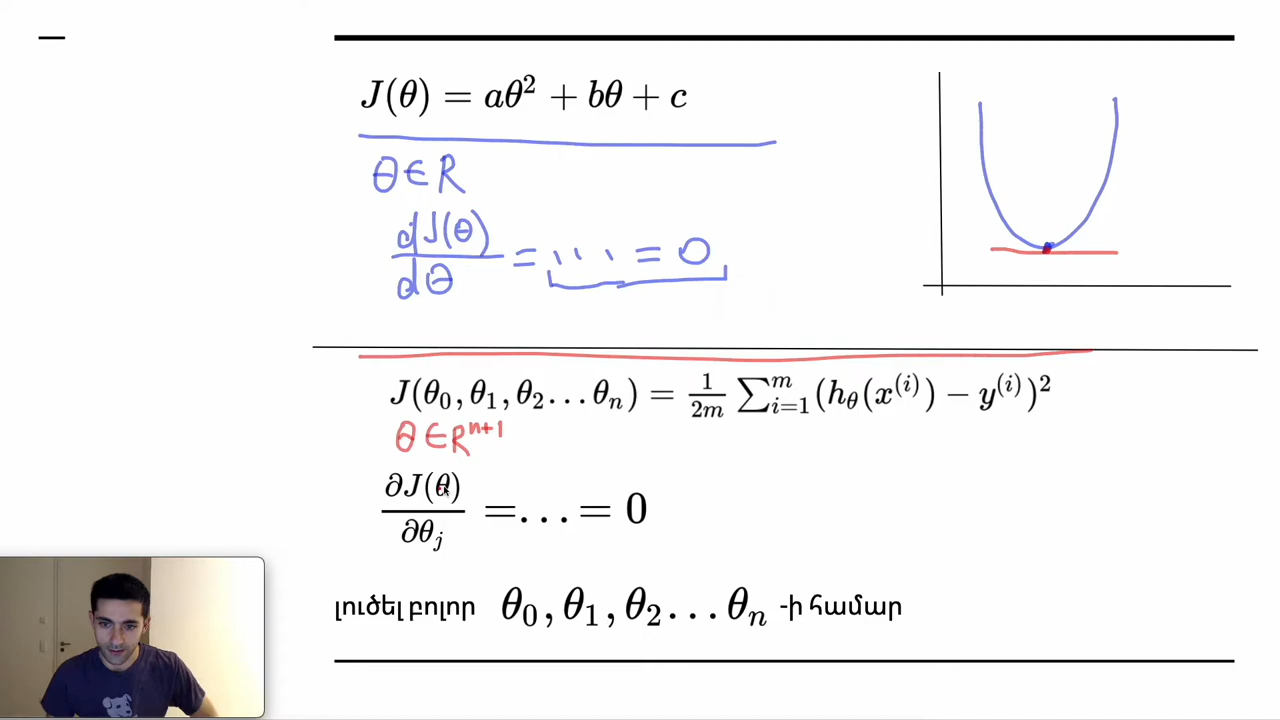 J(θ) = aθ² + bθ + c
θ ∈ R
dJ(θ)/dθ = ... = 0
J(θ₀, θ₁, θ₂ ... θₙ) = 1/2m ∑ᵢ₌₁ᵐ (h_θ(x⁽ⁱ⁾) − y⁽ⁱ⁾)²
θ ∈ Rⁿ⁺¹
∂J(θ)/∂θⱼ = ... = 0
լուծել բոլոր θ₀, θ₁, θ₂ ... θₙ -ի համար